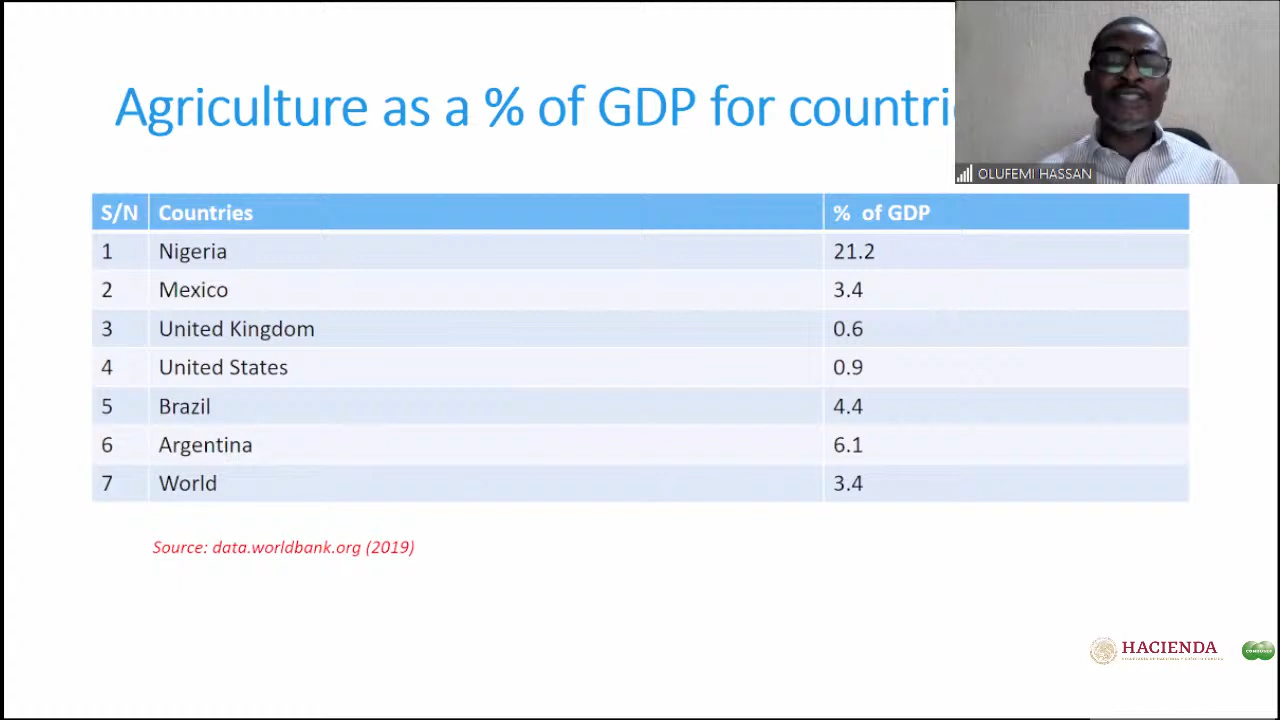 Agriculture as a % of GDP for countri
OLUFEMI HASSAN
S/N Countries % of GDP
1 Nigeria 21.2
2 Mexico 3.4
3 United Kingdom 0.6
4 United States 0.9
5 Brazil 4.4
6 Argentina 6.1
7 World 3.4
Source: data.worldbank.org (2019)
HACIENDA